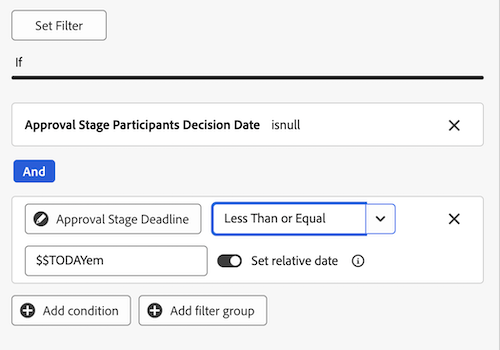 Set Filter
If
Approval Stage Participants Decision Date isnull
And
Approval Stage Deadline Less Than or Equal
$$TODAYem Set relative date
Add condition Add filter group